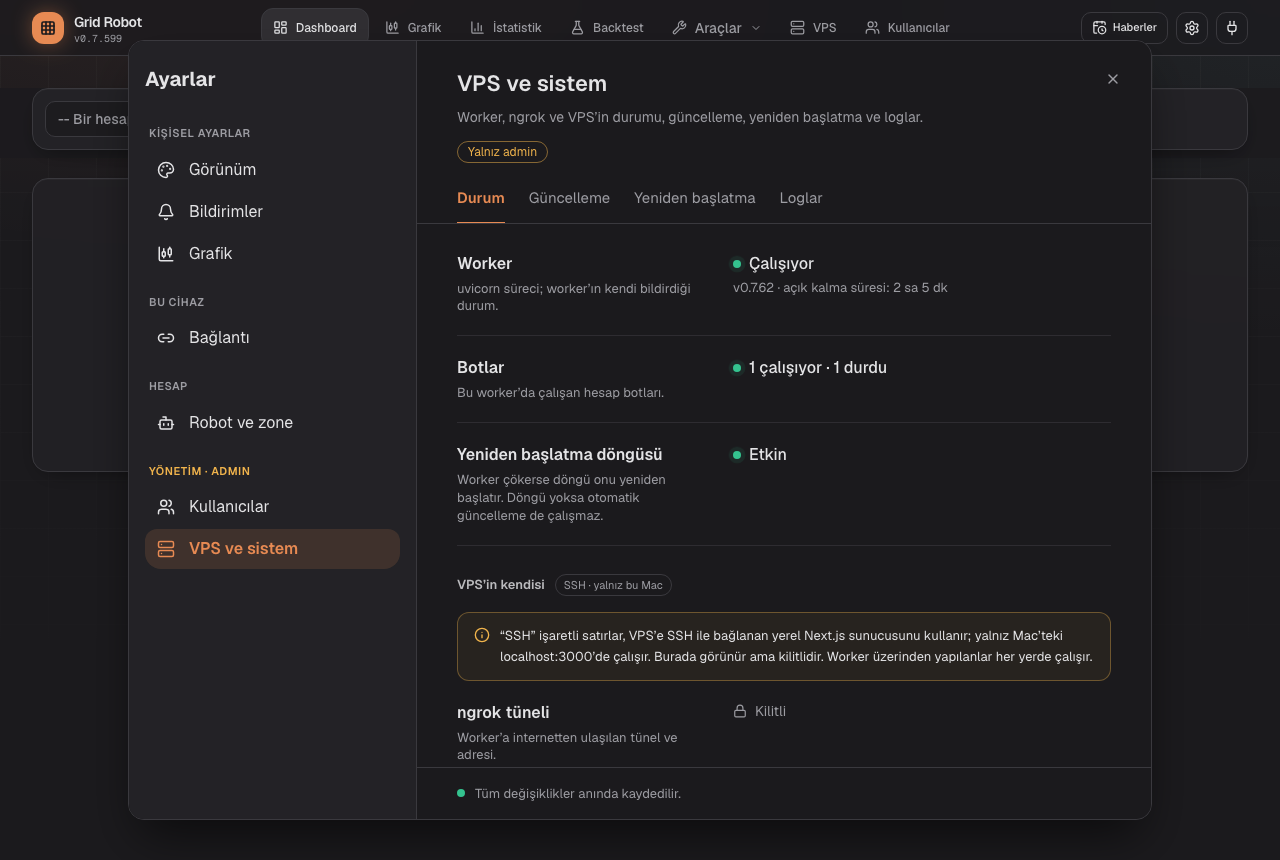 Grid Robot
v0.7.599
Dashboard
Grafik
İstatistik
Backtest
Araçlar
VPS
Kullanıcılar
Haberler
-- Bir hesa
Ayarlar
KİŞİSEL AYARLAR
Görünüm
Bildirimler
Grafik
BU CİHAZ
Bağlantı
HESAP
Robot ve zone
YÖNETİM · ADMIN
Kullanıcılar
VPS ve sistem
VPS ve sistem
Worker, ngrok ve VPS'in durumu, güncelleme, yeniden başlatma ve loglar.
Yalnız admin
Durum
Güncelleme
Yeniden başlatma
Loglar
Worker
uvicorn süreci; worker'ın kendi bildirdiği
durum.
Çalışıyor
v0.7.62 · açık kalma süresi: 2 sa 5 dk
Botlar
Bu worker'da çalışan hesap botları.
1 çalışıyor · 1 durdu
Yeniden başlatma döngüsü
Worker çökerse döngü onu yeniden
başlatır. Döngü yoksa otomatik
güncelleme de çalışmaz.
Etkin
VPS'in kendisi
SSH · yalnız bu Mac
“SSH” işaretli satırlar, VPS'e SSH ile bağlanan yerel Next.js sunucusunu kullanır; yalnız Mac'teki
localhost:3000'de çalışır. Burada görünür ama kilitlidir. Worker üzerinden yapılanlar her yerde çalışır.
ngrok tüneli
Worker'a internetten ulaşılan tünel ve
adresi.
Kilitli
Tüm değişiklikler anında kaydedilir.